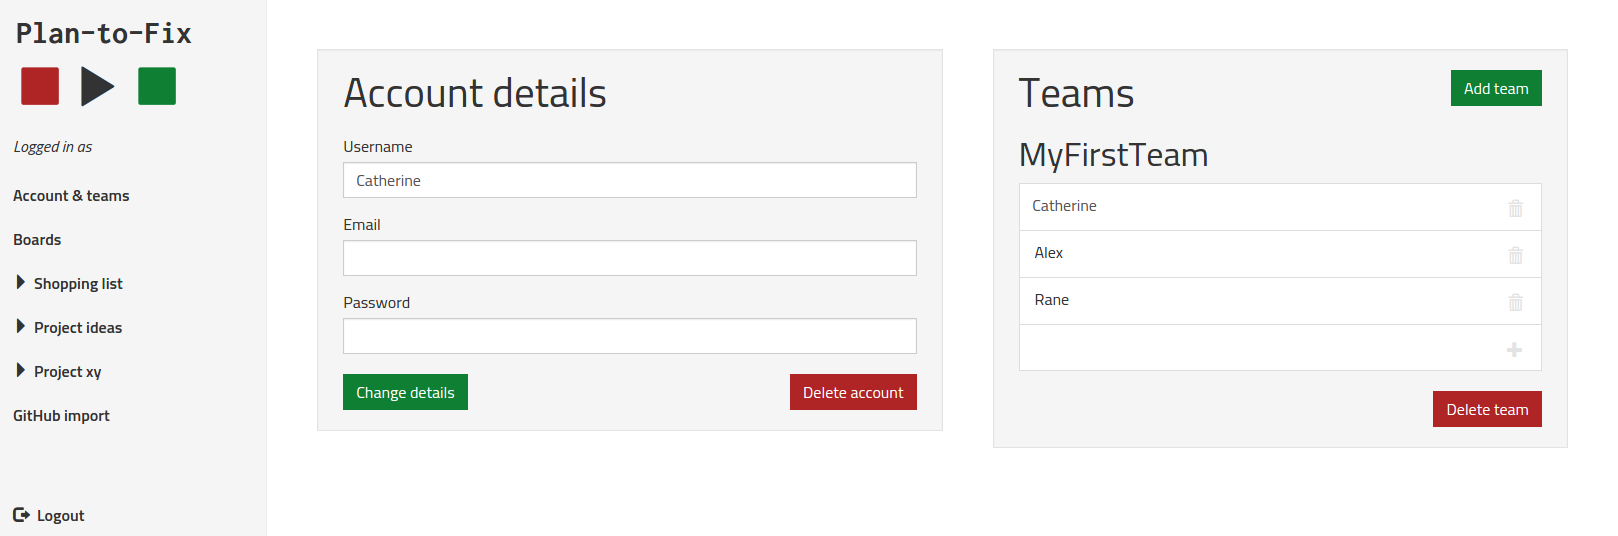 Plan-to-Fix
Logged in as
Account & teams
Boards
Shopping list
Project ideas
Project xy
GitHub import
Logout
Account details
Username
Catherine
Email
Password
Change details
Delete account
Teams
Add team
MyFirstTeam
Catherine
Alex
Rane
Delete team